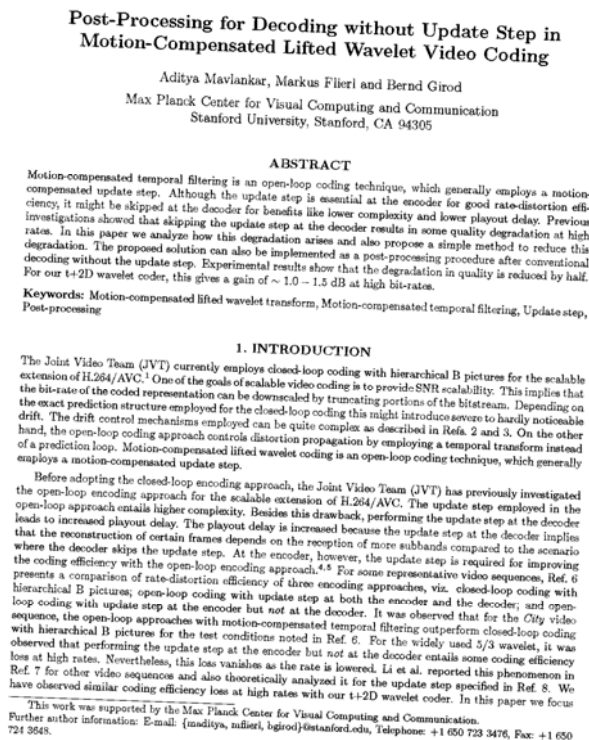 Post-Processing for Decoding without Update Step in
Motion-Compensated Lifted Wavelet Video Coding
Aditya Mavlankar, Markus Flierl and Bernd Girod
Max Planck Center for Visual Computing and Communication
Stanford University, Stanford, CA 94305
ABSTRACT
Motion-compensated temporal filtering is an open-loop coding technique, which generally employs a motion-
compensated update step. Although the update step is essential at the encoder for good rate-distortion effi-
ciency, it might be skipped at the decoder for benefits like lower complexity and lower playout delay. Previous
investigations showed that skipping the update step at the decoder results in some quality degradation at high
rates. In this paper we analyze how this degradation arises and also propose a simple method to reduce this
degradation. The proposed solution can also be implemented as a post-processing procedure after conventional
decoding without the update step. Experimental results show that the degradation in quality is reduced by half.
For our t+2D wavelet coder, this gives a gain of ~ 1.0 – 1.5 dB at high bit-rates.
Keywords: Motion-compensated lifted wavelet transform, Motion-compensated temporal filtering, Update step,
Post-processing
1. INTRODUCTION
The Joint Video Team (JVT) currently employs closed-loop coding with hierarchical B pictures for the scalable
extension of H.264/AVC.1 One of the goals of scalable video coding is to provide SNR scalability. This implies that
the bit-rate of the coded representation can be downscaled by truncating portions of the bitstream. Depending on
the exact prediction structure employed for the closed-loop coding this might introduce severe to hardly noticeable
drift. The drift control mechanisms employed can be quite complex as described in Refs. 2 and 3. On the other
hand, the open-loop coding approach controls distortion propagation by employing a temporal transform instead
of a prediction loop. Motion-compensated lifted wavelet coding is an open-loop coding technique, which generally
employs a motion-compensated update step.
Before adopting the closed-loop encoding approach, the Joint Video Team (JVT) has previously investigated
the open-loop encoding approach for the scalable extension of H.264/AVC. The update step employed in the
open-loop approach entails higher complexity. Besides this drawback, performing the update step at the decoder
leads to increased playout delay. The playout delay is increased because the update step at the decoder implies
that the reconstruction of certain frames depends on the reception of more subbands compared to the scenario
where the decoder skips the update step. At the encoder, however, the update step is required for improving
the coding efficiency with the open-loop encoding approach.4,5 For some representative video sequences, Ref. 6
presents a comparison of rate-distortion efficiency of three encoding approaches, viz. closed-loop coding with
hierarchical B pictures; open-loop coding with update step at both the encoder and the decoder; and open-
loop coding with update step at the encoder but not at the decoder. It was observed that for the City video
sequence, the open-loop approaches with motion-compensated temporal filtering outperform closed-loop coding
with hierarchical B pictures for the test conditions noted in Ref. 6. For the widely used 5/3 wavelet, it was
observed that performing the update step at the encoder but not at the decoder entails some coding efficiency
loss at high rates. Nevertheless, this loss vanishes as the rate is lowered. Li et al. reported this phenomenon in
Ref. 7 for other video sequences and also theoretically analyzed it for the update step specified in Ref. 8. We
have observed similar coding efficiency loss at high rates with our t+2D wavelet coder. In this paper we focus
This work was supported by the Max Planck Center for Visual Computing and Communication.
Further author information: E-mail: {maditya, mflierl, bgirod}@stanford.edu, Telephone: +1 650 723 3476, Fax: +1 650
724 3648.